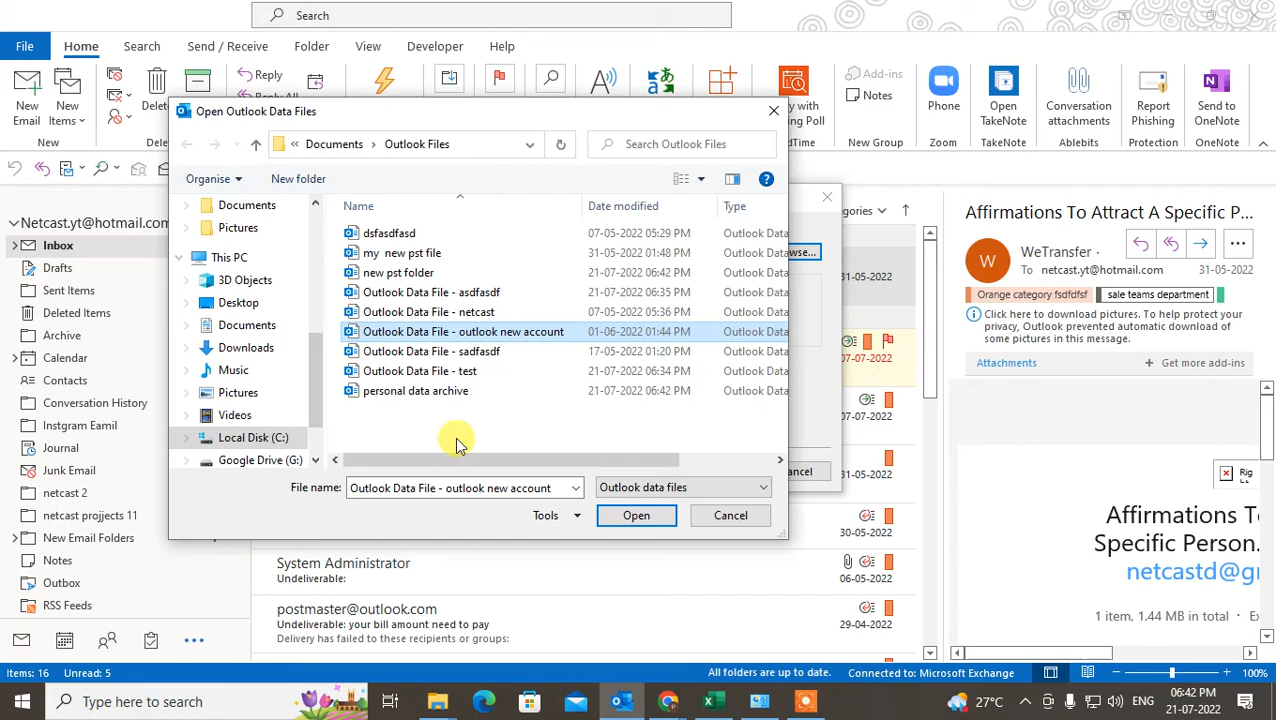 Search
File Home Search Send / Receive Folder View Developer Help
New Email
New Items
Delete
Reply
Add-ins
Notes
Phone
Open TakeNote
Conversation attachments
Report Phishing
Send to OneNote
New
New Group Zoom TakeNote Ablebits Protection OneNote
Open Outlook Data Files
« Documents > Outlook Files
Search Outlook Files
Organise New folder
Documents
Pictures
This PC
3D Objects
Desktop
Documents
Downloads
Music
Pictures
Videos
Local Disk (C:)
Google Drive (G:)
Name Date modified Type
dsfasdfasd 07-05-2022 05:29 PM Outlook Data
my new pst file 31-05-2022 01:48 PM Outlook Data
new pst folder 21-07-2022 06:42 PM Outlook Data
Outlook Data File - asdfasdf 21-07-2022 06:35 PM Outlook Data
Outlook Data File - netcast 07-05-2022 05:36 PM Outlook Data
Outlook Data File - outlook new account 01-06-2022 01:44 PM Outlook Data
Outlook Data File - sadfasdf 17-05-2022 01:20 PM Outlook Data
Outlook Data File - test 21-07-2022 06:34 PM Outlook Data
personal data archive 21-07-2022 06:42 PM Outlook Data
File name: Outlook Data File - outlook new account Outlook data files
Tools Open Cancel
Netcast.yt@hotmail.com
Inbox
Drafts
Sent Items
Deleted Items
Archive
Calendar
Contacts
Conversation History
Instgram Eamil
Journal
Junk Email
netcast 2
netcast projjects 11
New Email Folders
Notes
Outbox
RSS Feeds
31-05-2022
07-07-2022
07-07-2022
31-05-2022
30-05-2022
System Administrator
Undeliverable: 06-05-2022
postmaster@outlook.com
Undeliverable: your bill amount need to pay 29-04-2022
Delivery has failed to these recipients or groups:
Affirmations To Attract A Specific P...
W
WeTransfer
To netcast.yt@hotmail.com 31-05-2022
Orange category fsdfdsf sale teams department
Click here to download pictures. To help protect your privacy, Outlook prevented automatic download of some pictures in this message.
Attachments Get more add-ins
Rig
Affirmations To
Specific Person.
netcastd@gr
1 item, 1.44 MB in total
Items: 16 Unread: 5 All folders are up to date. Connected to: Microsoft Exchange 100%
Type here to search
27°C
ENG
06:42 PM
21-07-2022